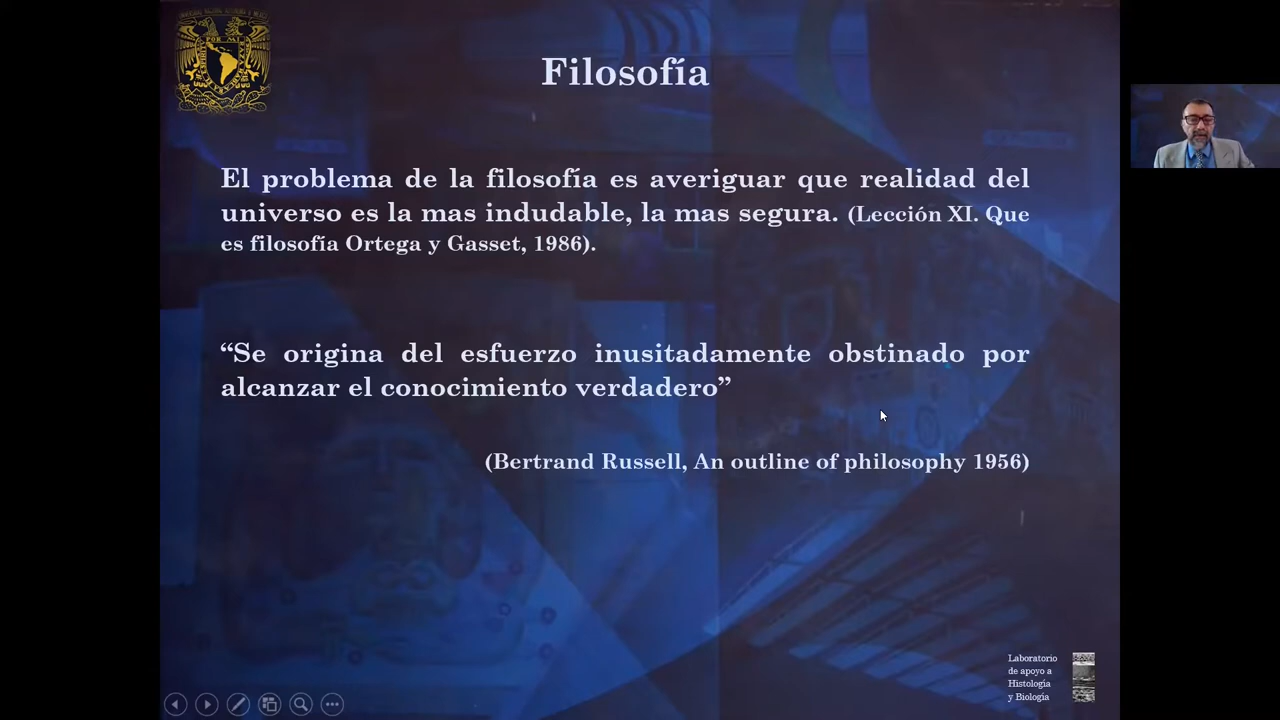 Filosofía
El problema de la filosofía es averiguar que realidad del
universo es la mas indudable, la mas segura. (Lección XI. Que
es filosofía Ortega y Gasset, 1986).
“Se origina del esfuerzo inusitadamente obstinado por
alcanzar el conocimiento verdadero”
(Bertrand Russell, An outline of philosophy 1956)
Laboratorio
de apoyo a
Histología
y Biología